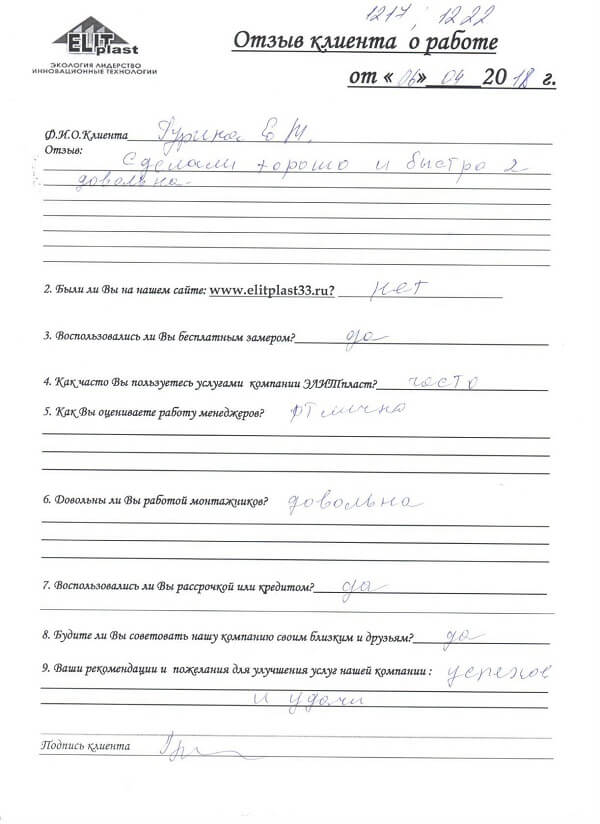 1217, 1222
ELIT plast
ЭКОЛОГИЯ ЛИДЕРСТВО
ИННОВАЦИОННЫЕ ТЕХНОЛОГИИ
Отзыв клиента о работе
от «06» 04 2018 г.
Ф.И.О.Клиента Гурина Е М.
Отзыв:
Сделали хорошо и быстро
довольна
2. Были ли Вы на нашем сайте: www.elitplast33.ru? нет
3. Воспользовались ли Вы бесплатным замером? да
4. Как часто Вы пользуетесь услугами компании ЭЛИТпласт? часто
5. Как Вы оцениваете работу менеджеров? отлично
6. Довольны ли Вы работой монтажников? довольна
7. Воспользовались ли Вы рассрочкой или кредитом? да
8. Будите ли Вы советовать нашу компанию своим близким и друзьям? да
9. Ваши рекомендации и пожелания для улучшения услуг нашей компании : успехов
и удачи
Подпись клиента